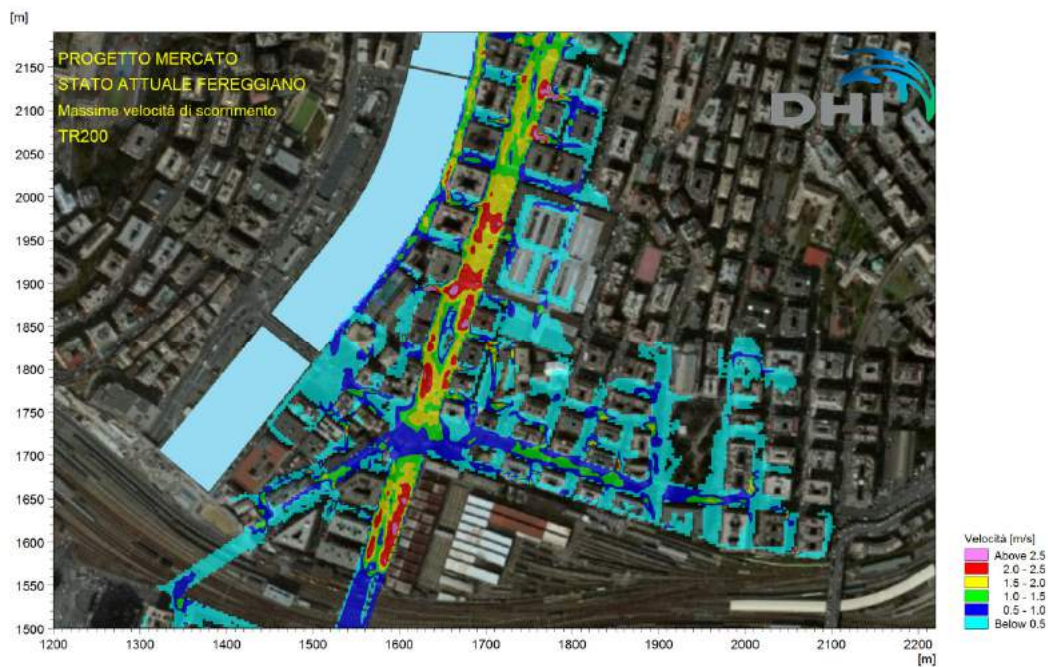 [m]
PROGETTO MERCATO
STATO ATTUALE FEREGGIANO
Massime velocità di scorrimento
TR200
DHI
2150
2100
2050
2000
1950
1900
1850
1800
1750
1700
1650
1600
1550
1500
1200 1300 1400 1500 1600 1700 1800 1900 2000 2100 2200
[m]
Velocità [m/s]
Above 2.5
2.0 - 2.5
1.5 - 2.0
1.0 - 1.5
0.5 - 1.0
Below 0.5